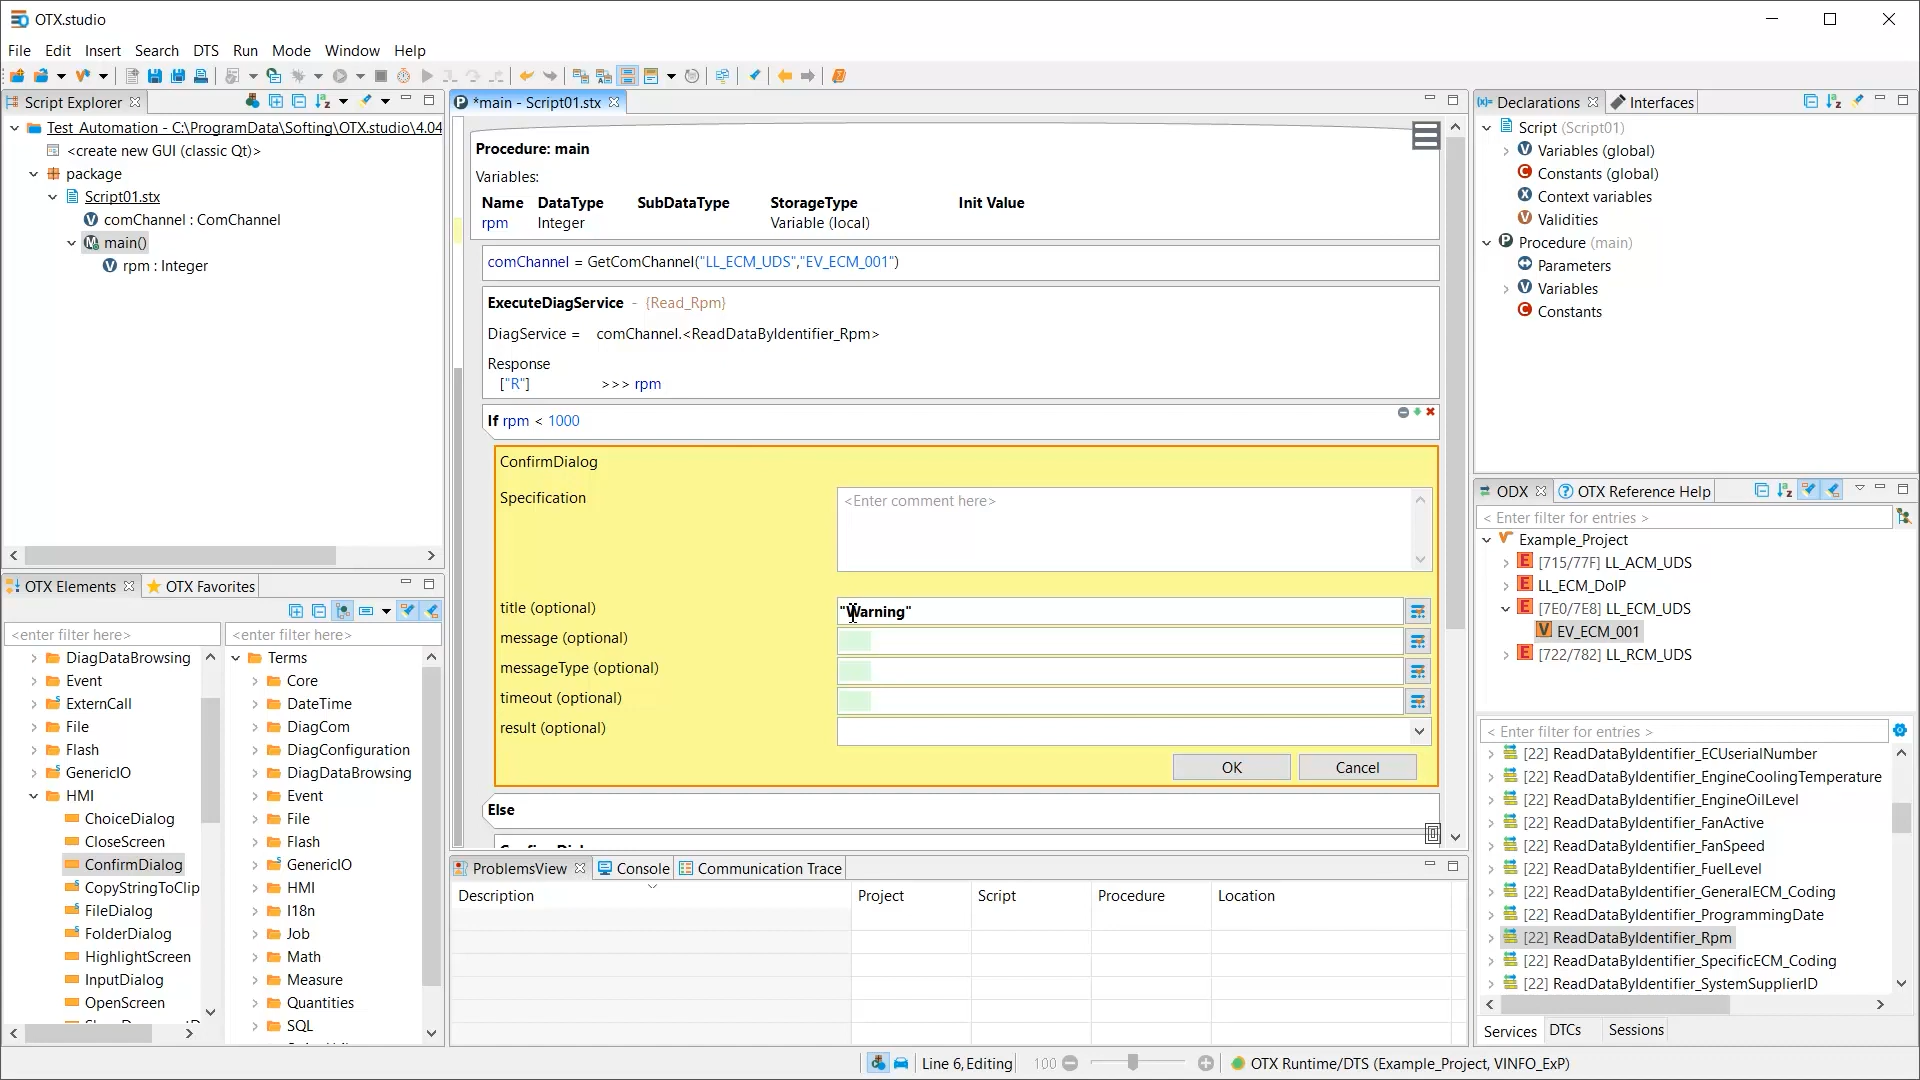 OTX.studio
File Edit Insert Search DTS Run Mode Window Help
Script Explorer
Test_Automation - C:\ProgramData\Softing\OTX.studio\4.04
<create new GUI (classic Qt)>
package
Script01.stx
comChannel : ComChannel
main()
rpm : Integer
OTX Elements OTX Favorites
<enter filter here> <enter filter here>
DiagDataBrowsing
Event
ExternCall
File
Flash
GenericIO
HMI
ChoiceDialog
CloseScreen
ConfirmDialog
CopyStringToClip
FileDialog
FolderDialog
HighlightScreen
InputDialog
OpenScreen
Terms
Core
DateTime
DiagCom
DiagConfiguration
DiagDataBrowsing
Event
File
Flash
GenericIO
HMI
I18n
Job
Math
Measure
Quantities
SQL
*main - Script01.stx
Procedure: main
Variables:
Name DataType SubDataType StorageType Init Value
rpm Integer Variable (local)
comChannel = GetComChannel("LL_ECM_UDS","EV_ECM_001")
ExecuteDiagService - {Read_Rpm}
DiagService = comChannel.<ReadDataByIdentifier_Rpm>
Response
["R"] >>> rpm
If rpm < 1000
ConfirmDialog
Specification <Enter comment here>
title (optional) "Warning"
message (optional)
messageType (optional)
timeout (optional)
result (optional)
OK Cancel
Else
ProblemsView Console Communication Trace
Description Project Script Procedure Location
Declarations Interfaces
Script (Script01)
Variables (global)
Constants (global)
Context variables
Validities
Procedure (main)
Parameters
Variables
Constants
ODX OTX Reference Help
< Enter filter for entries >
Example_Project
[715/77F] LL_ACM_UDS
LL_ECM_DoIP
[7E0/7E8] LL_ECM_UDS
EV_ECM_001
[722/782] LL_RCM_UDS
< Enter filter for entries >
[22] ReadDataByIdentifier_ECUserialNumber
[22] ReadDataByIdentifier_EngineCoolingTemperature
[22] ReadDataByIdentifier_EngineOilLevel
[22] ReadDataByIdentifier_FanActive
[22] ReadDataByIdentifier_FanSpeed
[22] ReadDataByIdentifier_FuelLevel
[22] ReadDataByIdentifier_GeneralECM_Coding
[22] ReadDataByIdentifier_ProgrammingDate
[22] ReadDataByIdentifier_Rpm
[22] ReadDataByIdentifier_SpecificECM_Coding
[22] ReadDataByIdentifier_SystemSupplierID
Services DTCs Sessions
Line 6,Editing 100 OTX Runtime/DTS (Example_Project, VINFO_ExP)